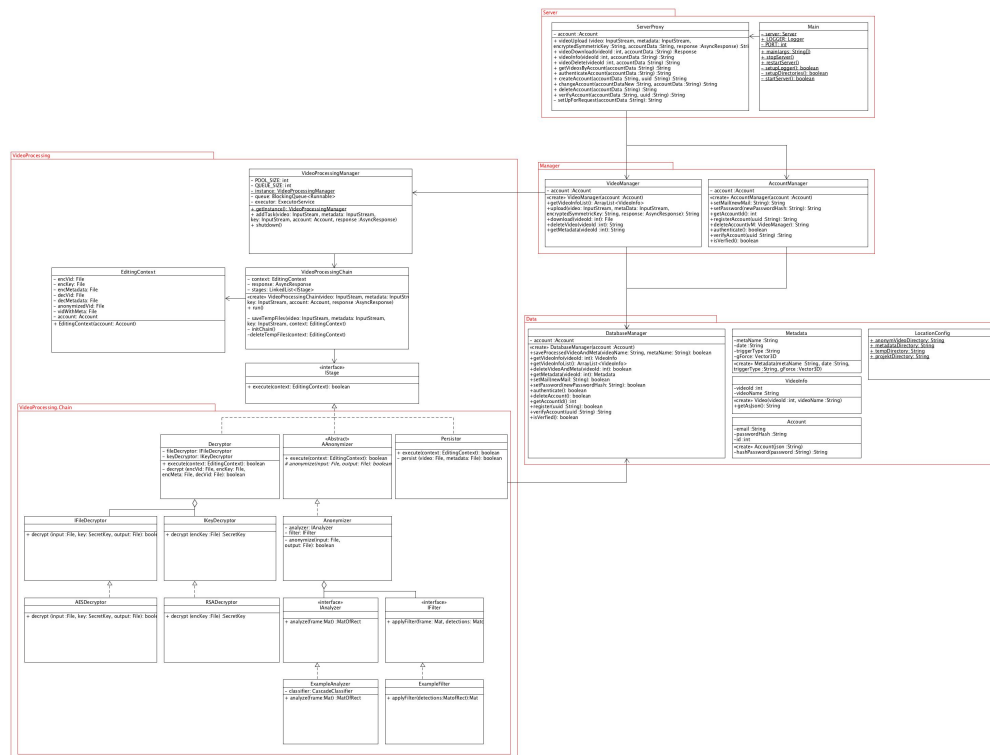 Server
ServerProxy
- account :Account
+ videoUpload (video: InputStream, metadata: InputStream,
encryptedSymmetricKey :String, accountData :String, response :AsyncResponse) :Stri
+ videoDownload(videoId :int, accountData :String) : Response
+ videoInfo(videoId :int, accountData :String) :String
+ videoDelete(videoId :int, accountData :String) :String
+ getVideosByAccount(accountData :String) :String
+ authenticateAccount(accountData :String) :String
+ createAccount(accountData :String, uuid :String) :String
+ changeAccount(accountDataNew :String, accountData :String) :String
+ deleteAccount(accountData :String) :String
+ verifyAccount(accountData :String, uuid :String) :String
- setUpForRequest(accountData :String): String
Main
- server: Server
+ LOGGER: Logger
- PORT: int
+ main(args :String[])
+ stopServer()
+ restartServer()
- setupLogger(): boolean
- setupDirectories(): boolean
- startServer(): boolean
VideoProcessing
VideoProcessingManager
- POOL_SIZE: int
- QUEUE_SIZE: int
- instance: VideoProcessingManager
- queue: BlockingQueue<Runnable>
- executor: ExecutorService
+ getInstance(): VideoProcessingManager
+ addTask(video: InputSteam, metadata: InputStream,
key: InputStream, account: Account, response: AsyncResponse)
+ shutdown()
Manager
VideoManager
- account :Account
«create» VideoManager(account :Account)
+getVideoInfoList(): ArrayList<VideoInfo>
+upload(video: InputStream, metadata: InputStream,
encryptedSymmetricKey: String, response: AsyncResponse): String
+download(videoId :int): File
+deleteVideo(videoId :int): String
+getMetadata(videoId :int): String
AccountManager
- account :Account
«create» AccountManager(account :Account)
+setMail(newMail :String): String
+setPassword(newPasswordHash :String): String
+getAccountId() :int
+registerAccount(uuid :String): String
+deleteAccount(vM :VideoManager): String
+authenticate(): boolean
+verifyAccount(uuid :String) :String
+isVerfied(): boolean
EditingContext
- encVid: File
- encKey: File
- encMetadata: File
- decVid: File
- decMetadata: File
- anonymizedVid: File
- vidWithMeta: File
- account: Account
+ EditingContext(account: Account)
VideoProcessingChain
- context: EditingContext
- response: AsyncResponse
- stages: LinkedList<IStage>
«create» VideoProcessingChain(video: InputStream, metadata: InputStr
key: InputStream, account: Account, response: AsyncResponse)
+ run()
- saveTempFiles(video: InputStream, metadata: InputStream,
key: InputStream, context: EditingContext)
- initChain()
-deleteTempFiles(context: EditingContext)
«interface»
IStage
+ execute(context: EditingContext): boolean
Data
DatabaseManager
- account :Account
«create» DatabaseManager(account :Account)
+saveProcessedVideoAndMeta(videoName :String, metaName :String): boolean
+getVideoInfo(videoId :int): VideoInfo
+getVideoInfoList(): ArrayList<VideoInfo>
+deleteVideoAndMeta(videoId :int): boolean
+getMetadata(videoId :int): Metadata
+setMail(newMail :String): boolean
+setPassword(newPasswordHash :String): boolean
+authenticate(): boolean
+deleteAccount(): boolean
+getAccountId() :int
+register(uuid :String): boolean
+verifyAccount(uuid :String) :String
+isVerfied(): boolean
Metadata
-metaName :String
-date :String
-triggerType :String
-gForce :Vector3D
«create» Metadata(metaName :String, date :String,
triggerType :String, gForce :Vector3D)
LocationConfig
+ anonymVideoDirectory: String
+ metadataDirectory: String
+ tempDirectory: String
+ projektDirectory: String
VideoInfo
-videoId :int
-videoName :String
«create» Video(videoId :int, videoName :String)
+getAsJson() :String
Account
-email :String
-passwordHash :String
-id :int
«create» Account(json :String)
-hashPassword(password :String) :String
VideoProcessing.Chain
Decryptor
- fileDecryptor: IFileDecryptor
- keyDecryptor: IKeyDecryptor
+ execute(context: EditingContext): boolean
- decrypt (encVid: File, encKey: File,
encMeta: File, decVid: File): boolean
«Abstract»
AAnonymizer
+ execute(context: EditingContext): boolean
# anonymize(input: File, output: File): boolean
Persistor
+ execute(context: EditingContext): boolean
- persist (video: File, metadata: File): boolean
IFileDecryptor
+ decrypt (input :File, key: SecretKey, output: File): boole
IKeyDecryptor
+ decrypt (encKey :File) :SecretKey
Anonymizer
- analyzer: IAnalyzer
- filter: IFilter
- anonymize(input: File,
output: File): boolean
AESDecryptor
+ decrypt (input :File, key: SecretKey, output: File): boole
RSADecryptor
+ decrypt (encKey :File) :SecretKey
«interface»
IAnalyzer
+ analyze(frame:Mat) :MatOfRect
«interface»
IFilter
+ applyFilter(frame: Mat, detections: Mato
ExampleAnalyzer
- classifier: CascadeClassifier
+ analyze(frame:Mat) :MatOfRect
ExampleFilter
+ applyFilter(detections:MatofRect):Mat